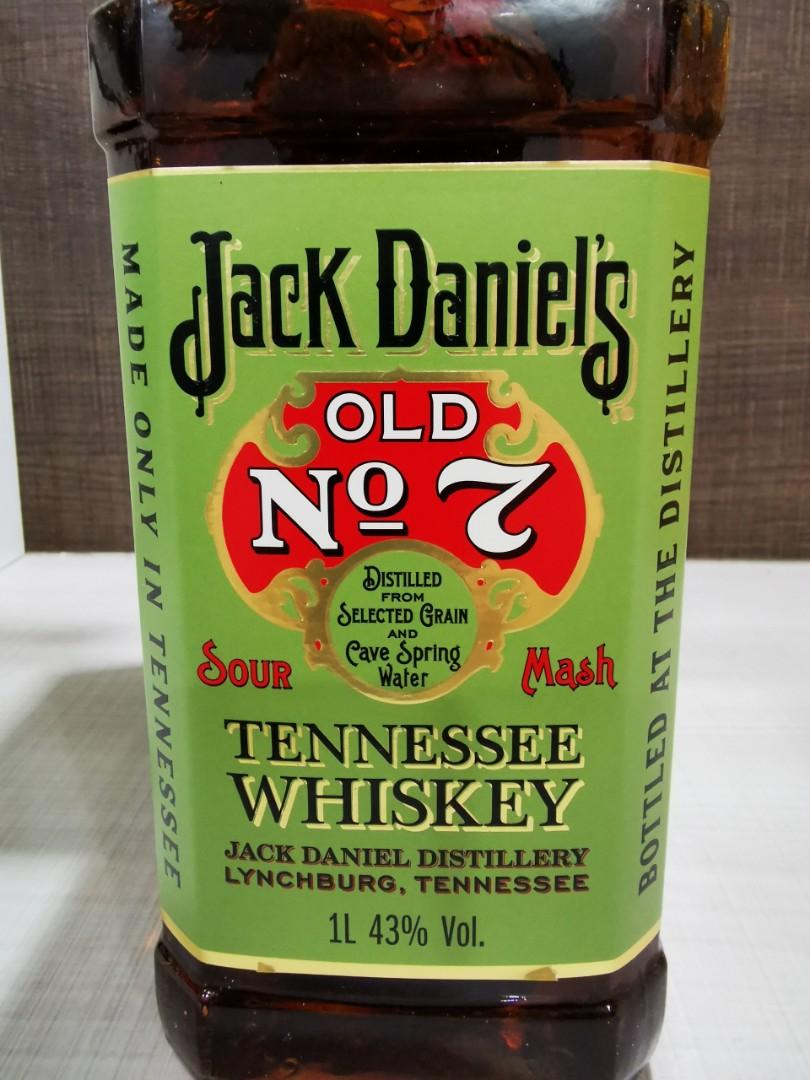 Jack Daniel's
OLD
Nº 7
DISTILLED
FROM
SELECTED GRAIN
AND
Cave Spring
Water
SOUR Mash
TENNESSEE
WHISKEY
JACK DANIEL DISTILLERY
LYNCHBURG, TENNESSEE
1L 43% Vol.
MADE ONLY IN TENNESSEE
BOTTLED AT THE DISTILLERY